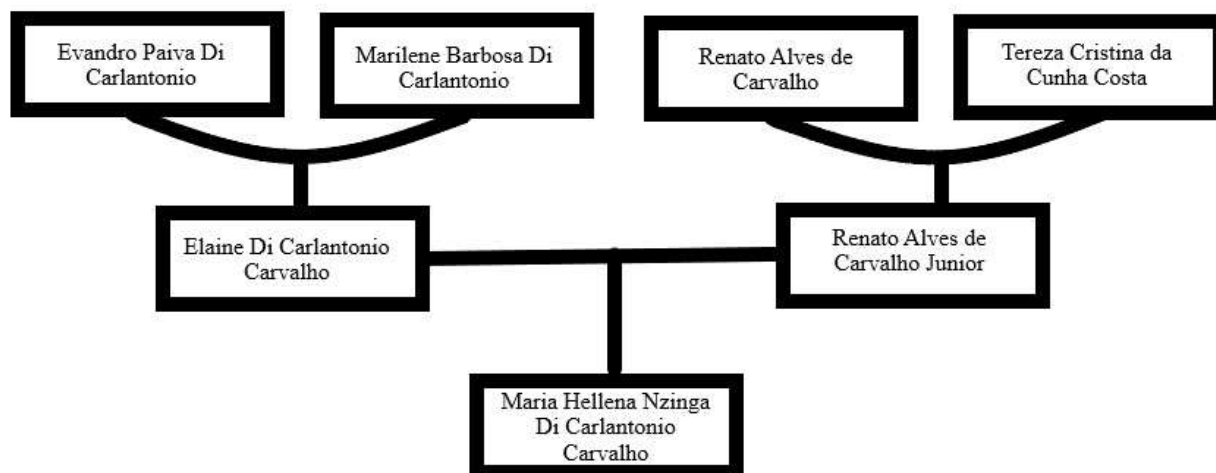 Evandro Paiva Di
Carlantonio
Marilene Barbosa Di
Carlantonio
Renato Alves de
Carvalho
Tereza Cristina da
Cunha Costa
Elaine Di Carlantonio
Carvalho
Renato Alves de
Carvalho Junior
Maria Hellena Nzinga
Di Carlantonio
Carvalho